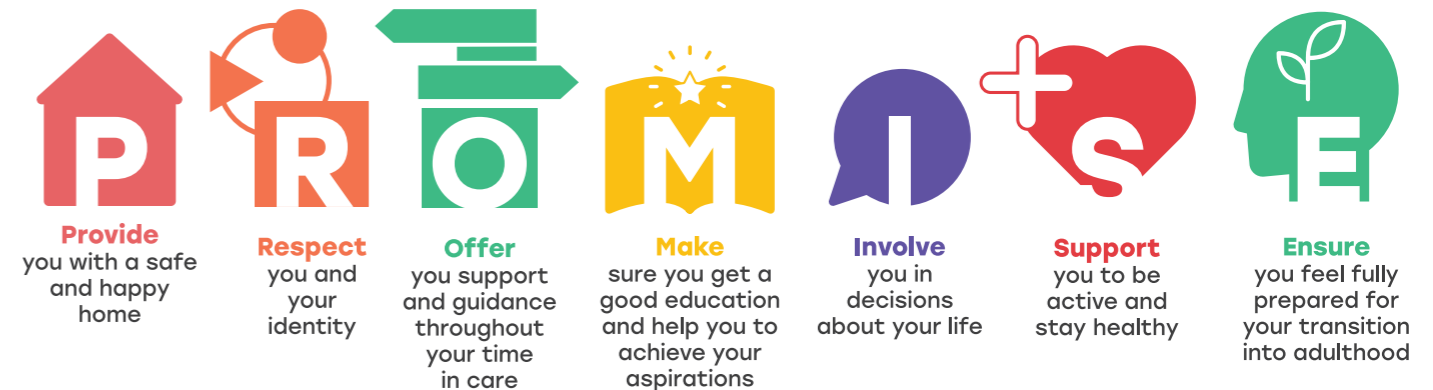 P
Provide
you with a safe
and happy
home
R
Respect
you and
your
identity
O
Offer
you support
and guidance
throughout
your time
in care
M
Make
sure you get a
good education
and help you to
achieve your
aspirations
I
Involve
you in
decisions
about your life
S
Support
you to be
active and
stay healthy
E
Ensure
you feel fully
prepared for
your transition
into adulthood